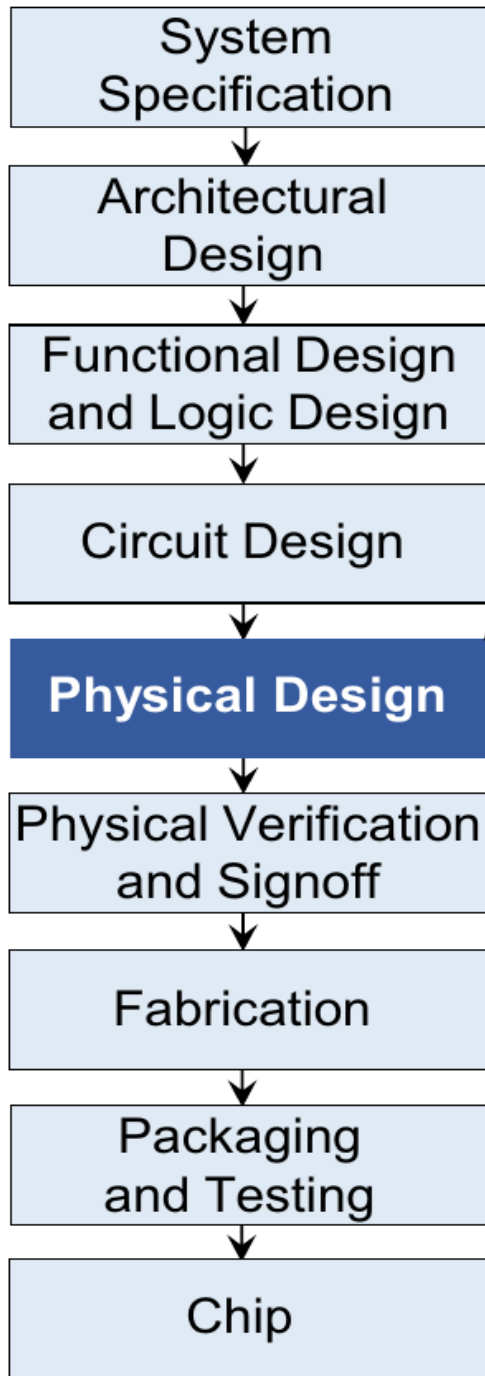 System
Specification
Architectural
Design
Functional Design
and Logic Design
Circuit Design
Physical Design
Physical Verification
and Signoff
Fabrication
Packaging
and Testing
Chip